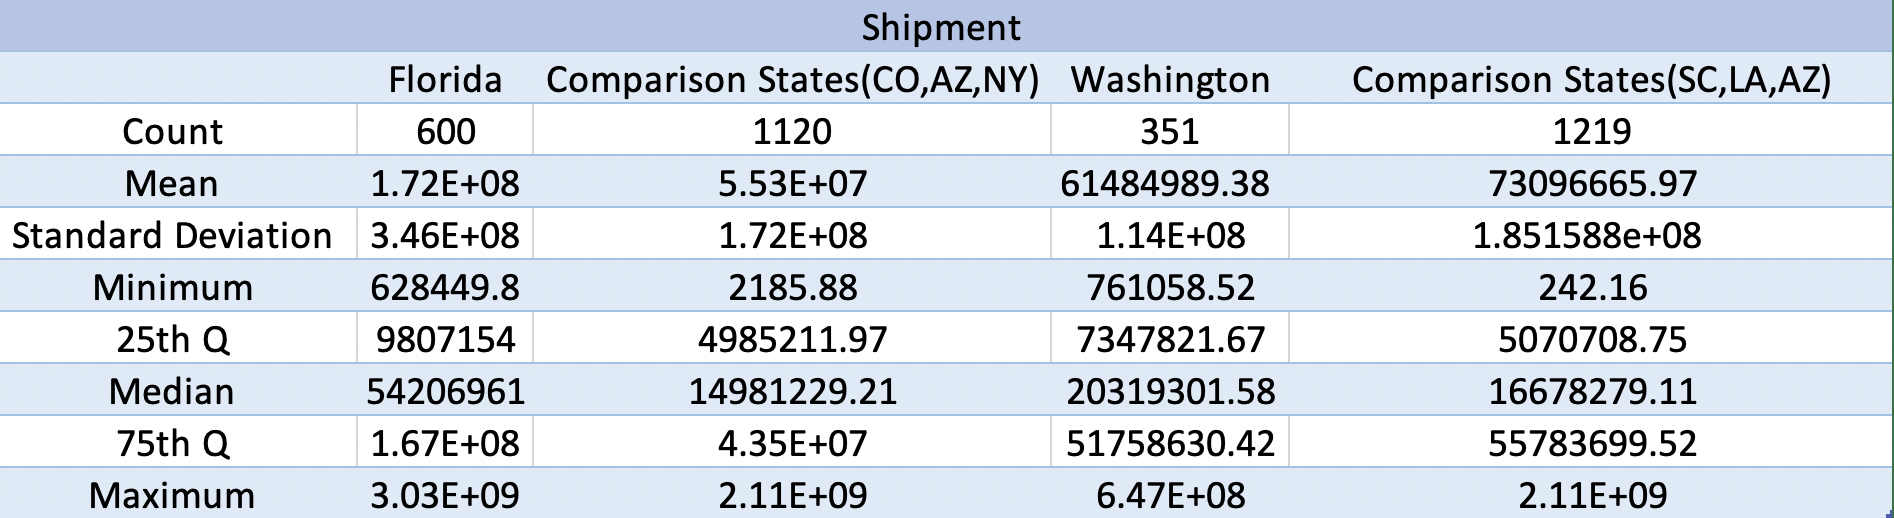 Shipment
Florida Comparison States(CO,AZ,NY) Washington Comparison States(SC,LA,AZ)
Count 600 1120 351 1219
Mean 1.72E+08 5.53E+07 61484989.38 73096665.97
Standard Deviation 3.46E+08 1.72E+08 1.14E+08 1.851588e+08
Minimum 628449.8 2185.88 761058.52 242.16
25th Q 9807154 4985211.97 7347821.67 5070708.75
Median 54206961 14981229.21 20319301.58 16678279.11
75th Q 1.67E+08 4.35E+07 51758630.42 55783699.52
Maximum 3.03E+09 2.11E+09 6.47E+08 2.11E+09